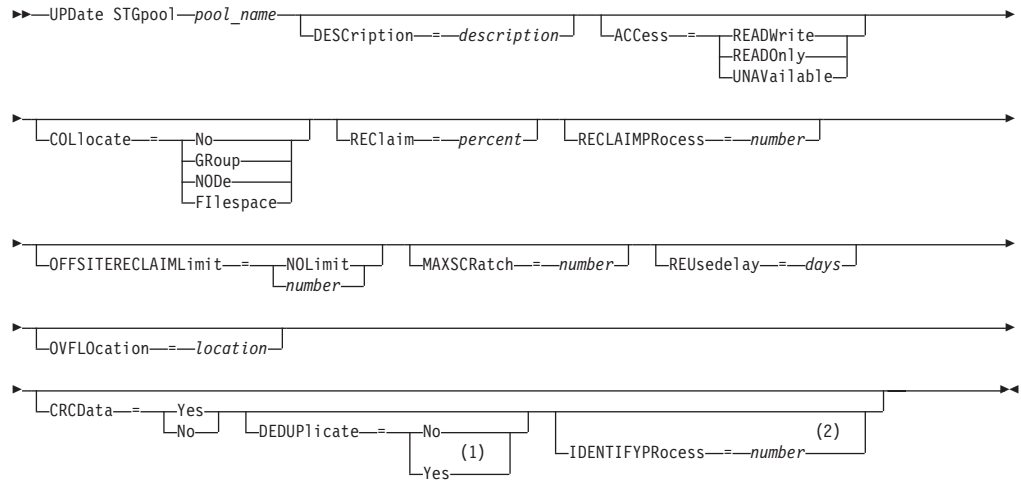 UPDate STGpool pool_name
DESCription = description
ACCess = READWrite
READOnly
UNAVailable
COLlocate = No
GRoup
NODe
FIlespace
REClaim = percent
RECLAIMPRocess = number
OFFSITERECLAIMLimit = NOLimit
number
MAXSCRatch = number
REUsedelay = days
OVFLOcation = location
CRCData = Yes
No
DEDUPlicate = No
(1)
Yes
(2)
IDENTIFYPRocess = number